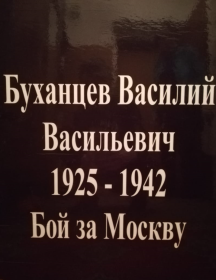 Буханцев Василий
Васильевич
1925 - 1942
Бой за Москву